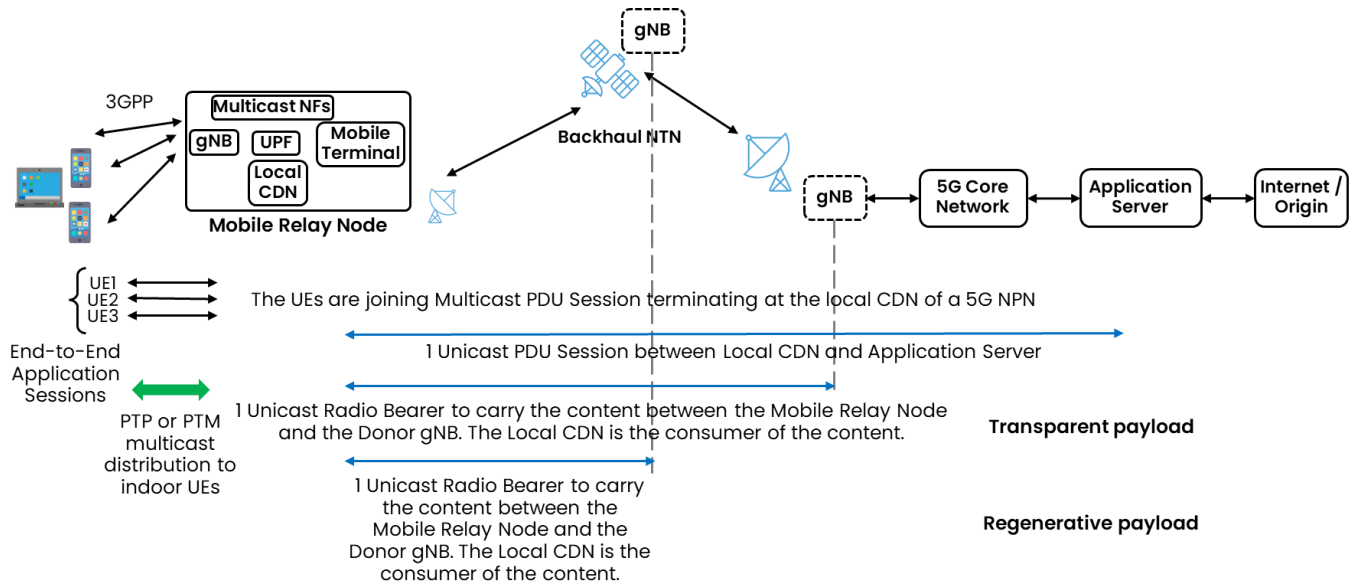 gNB
3GPP
Multicast NFs
gNB
UPF
Mobile
Terminal
Local
CDN
Mobile Relay Node
Backhaul NTN
gNB
5G Core
Network
Application
Server
Internet /
Origin
UE1
UE2
UE3
The UEs are joining Multicast PDU Session terminating at the local CDN of a 5G NPN
End-to-End
Application
Sessions
1 Unicast PDU Session between Local CDN and Application Server
PTP or PTM
multicast
distribution to
indoor UEs
1 Unicast Radio Bearer to carry the content between the Mobile Relay Node
and the Donor gNB. The Local CDN is the consumer of the content.
Transparent payload
1 Unicast Radio Bearer to carry
the content between the
Mobile Relay Node and the
Donor gNB. The Local CDN is the
consumer of the content.
Regenerative payload